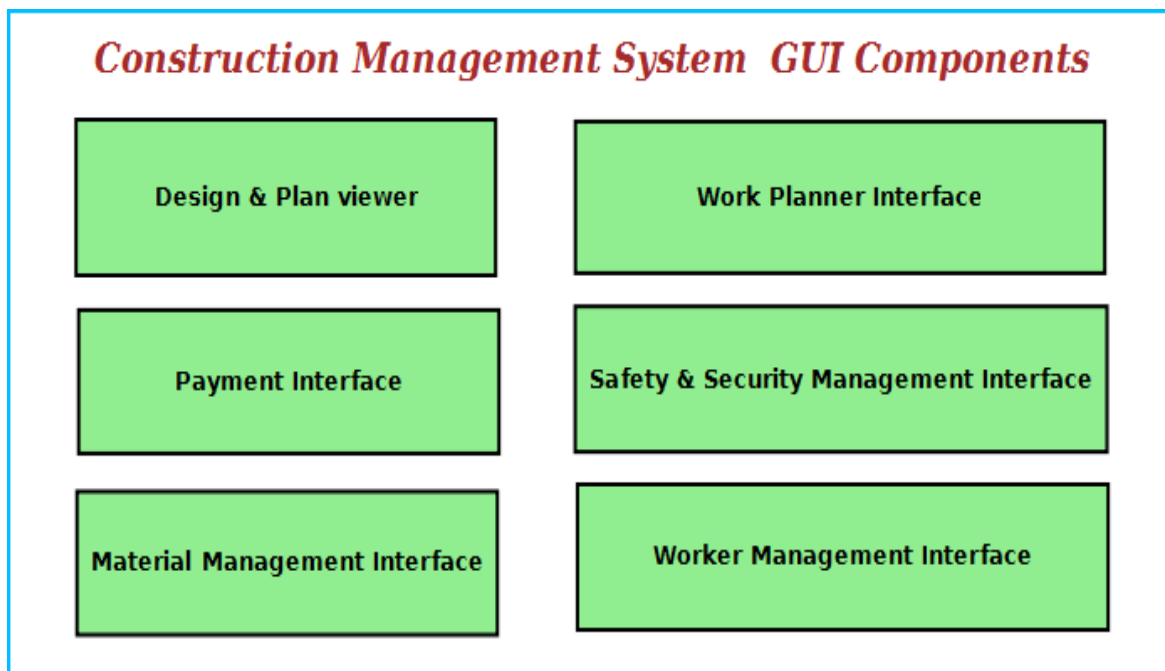 Construction Management System GUI Components
Design & Plan viewer
Work Planner Interface
Payment Interface
Safety & Security Management Interface
Material Management Interface
Worker Management Interface